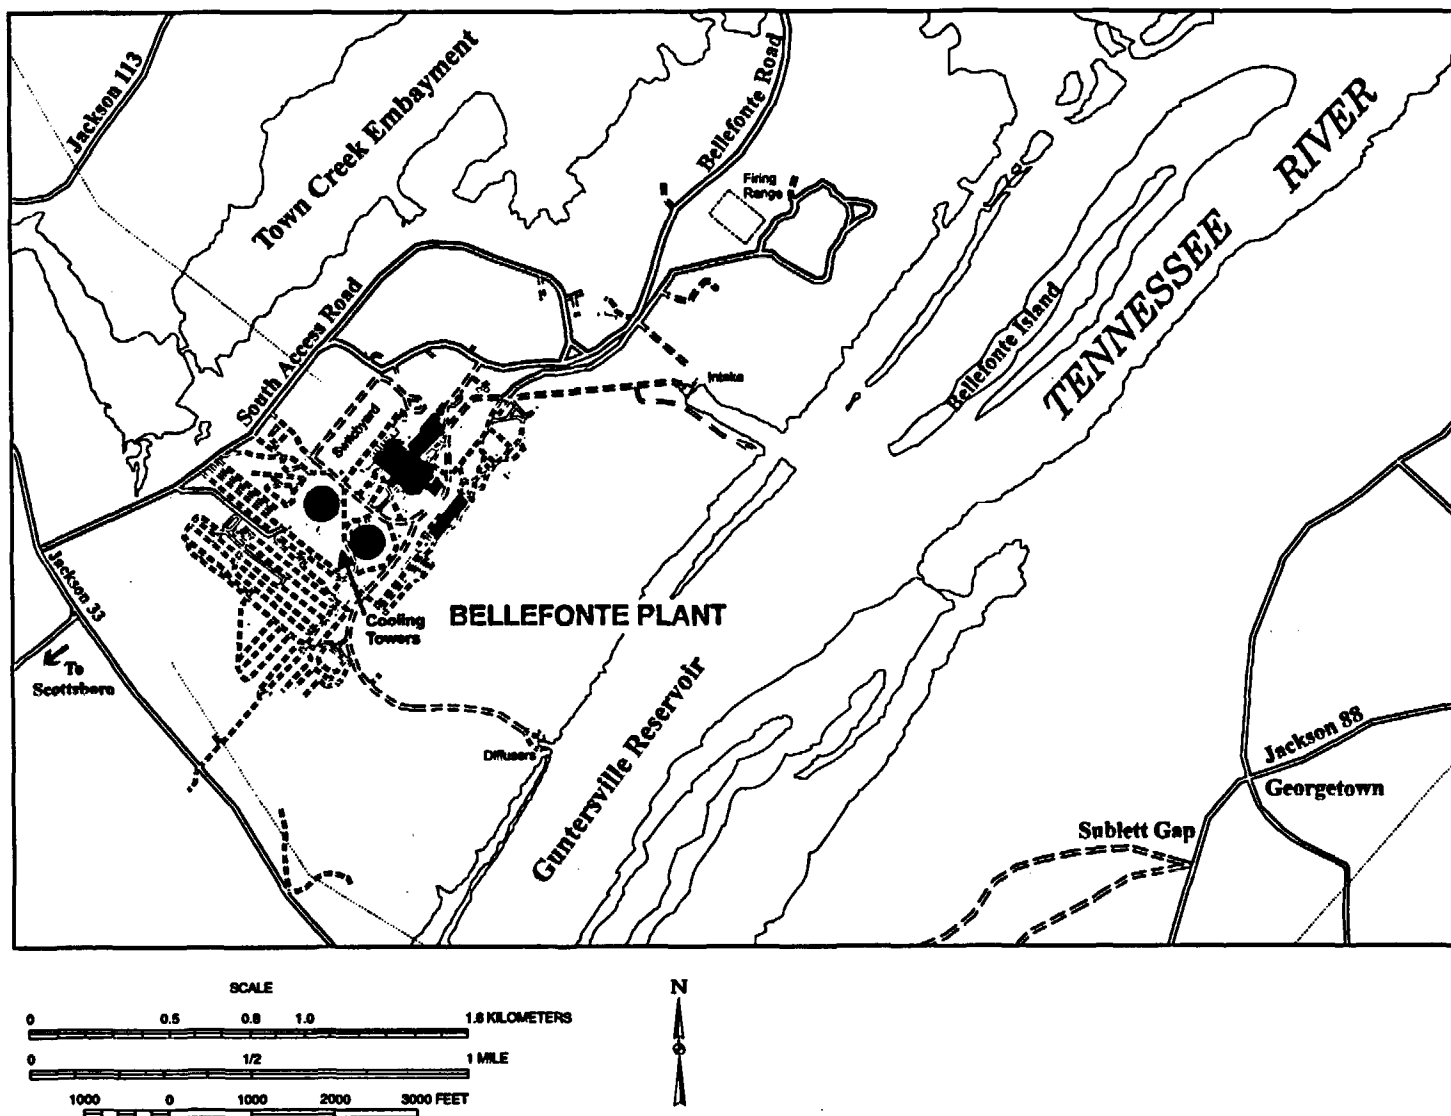 Jackson 113
Town Creek Embayment
Bellefonte Road
RIVER
Firing
Range
TENNESSEE
Bellefonte Island
South Access Road
Intake
Switchyard
Jackson 33
Cooling
Towers
BELLEFONTE PLANT
To
Scottsboro
Guntersville Reservoir
Diffusers
Jackson 88
Georgetown
Sublett Gap
SCALE
0 0.5 0.8 1.0 1.6 KILOMETERS
0 1/2 1 MILE
1000 0 1000 2000 3000 FEET
N